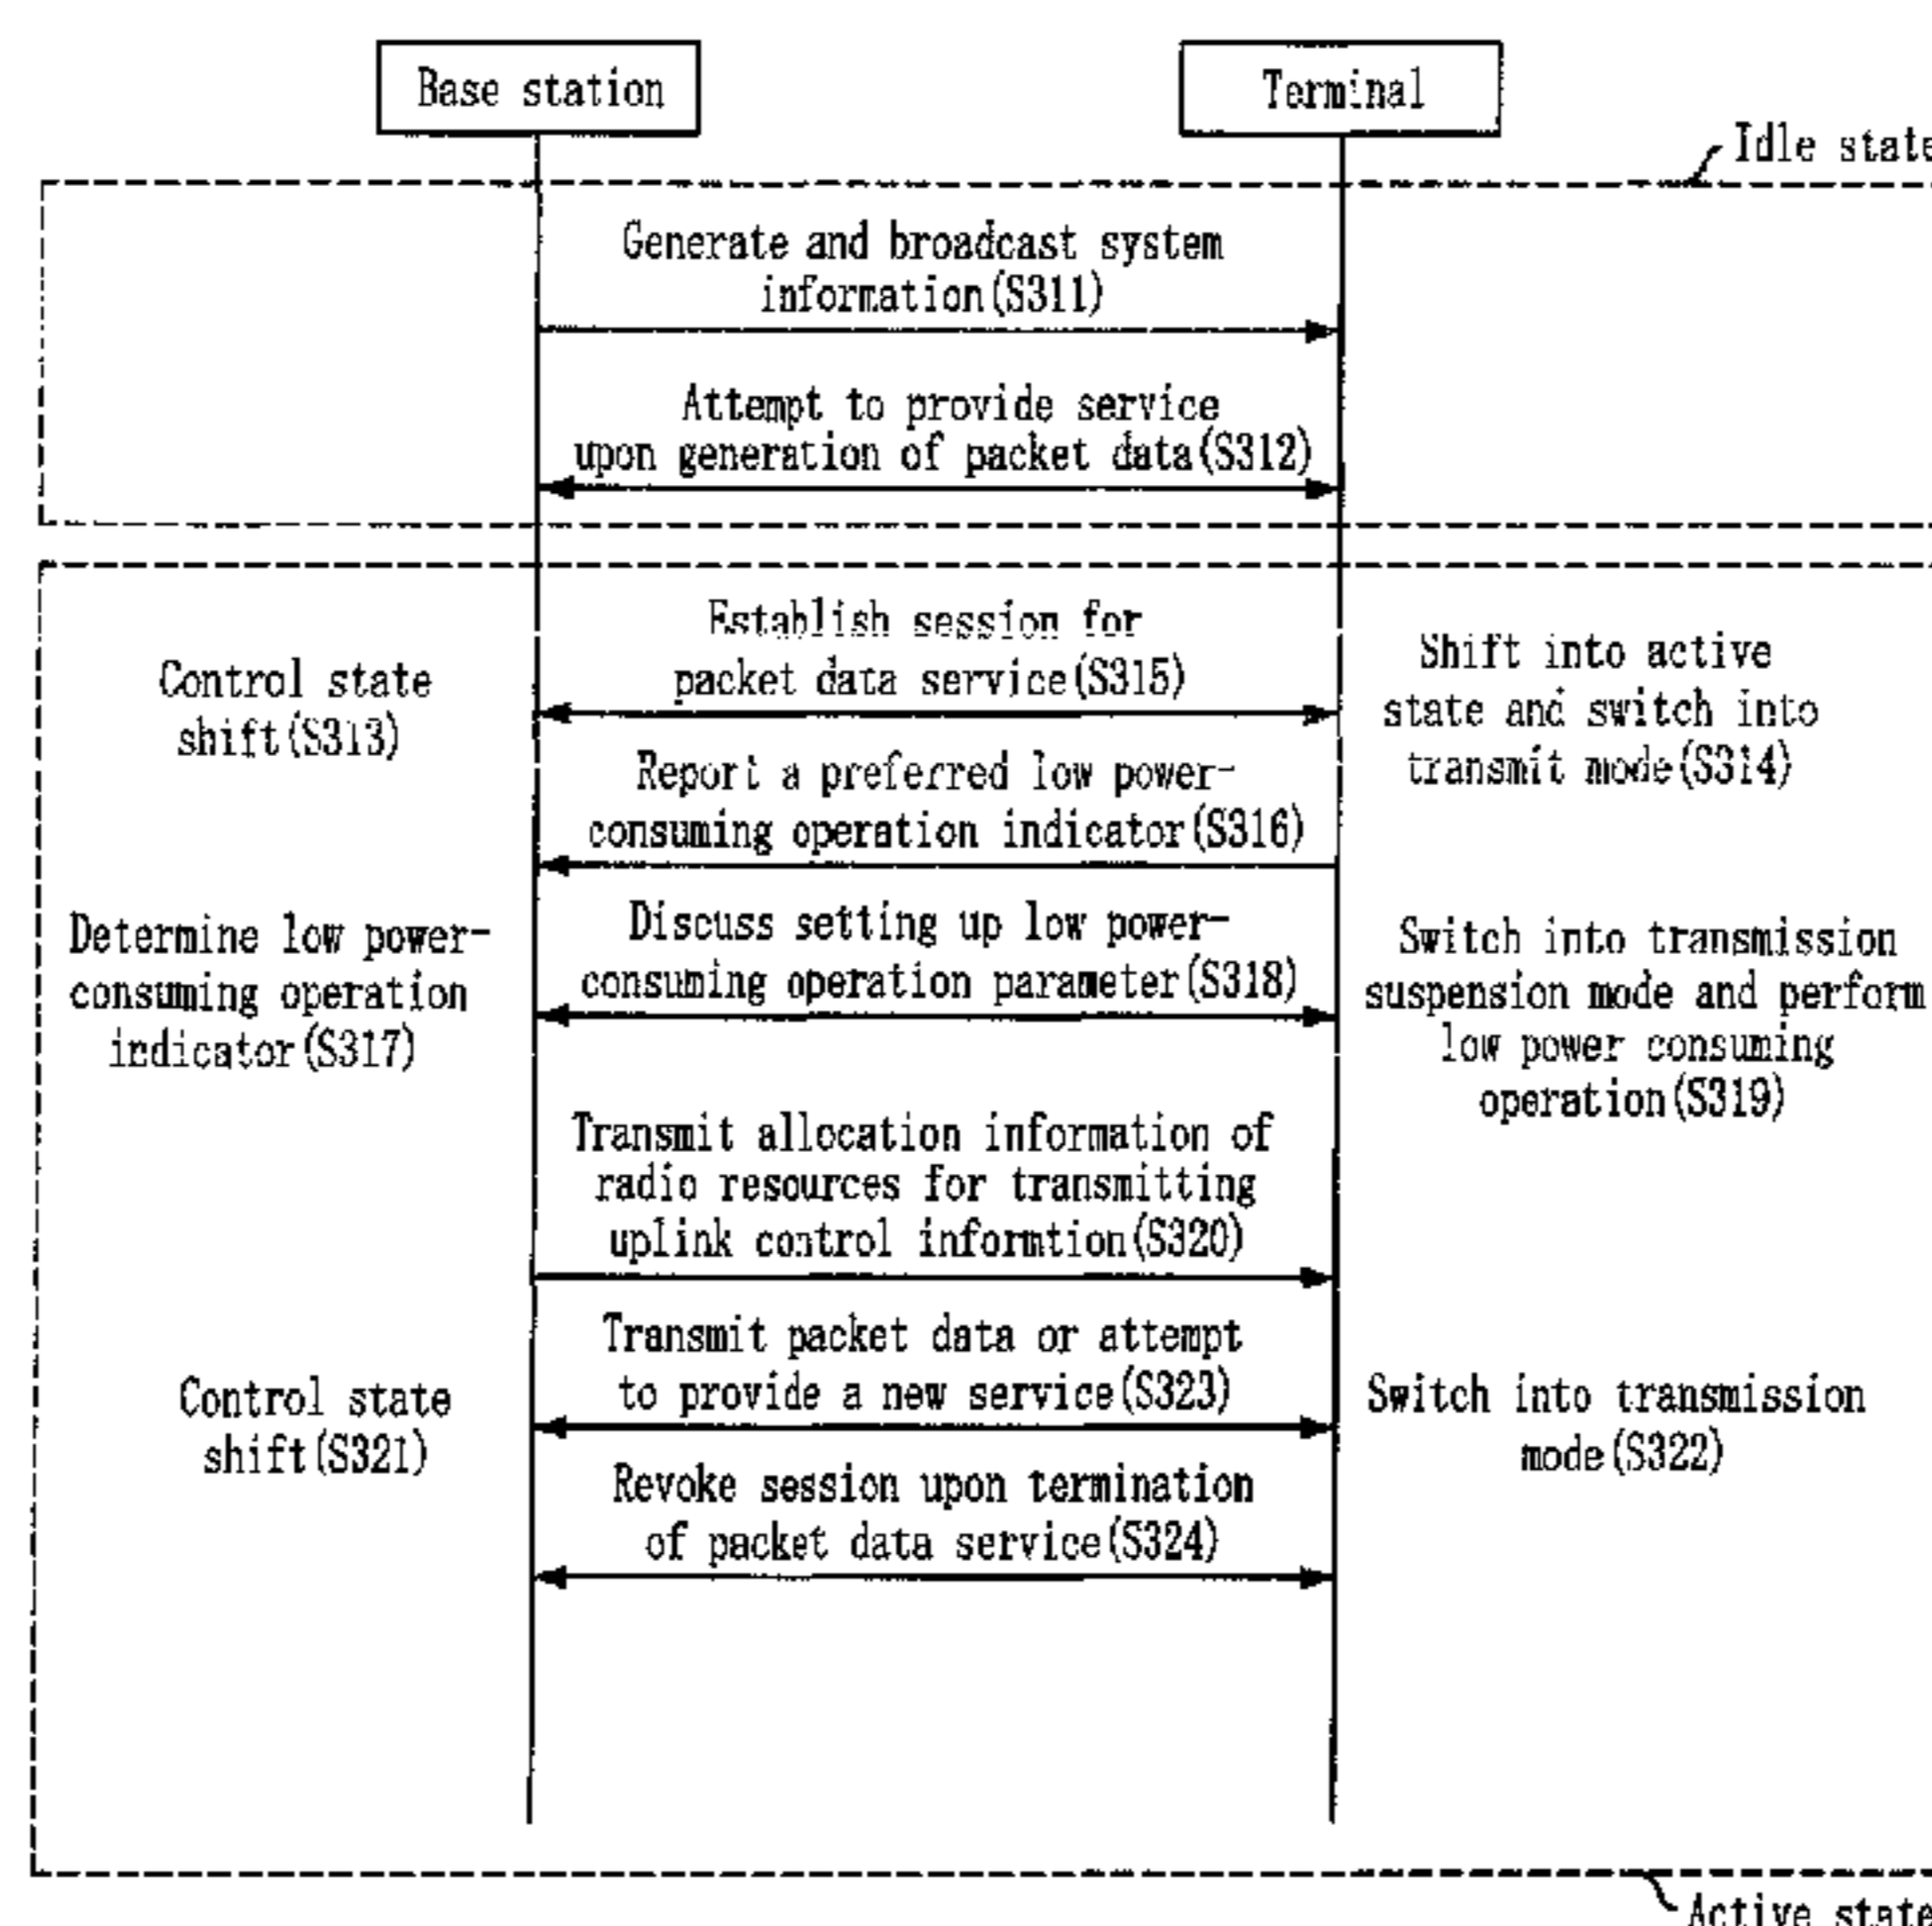 Base station
Terminal
Idle state
Generate and broadcast system
information(S311)
Attempt to provide service
upon generation of packet data(S312)
Control state
shift(S313)
Establish session for
packet data service(S315)
Shift into active
state and switch into
transmit mode(S314)
Report a preferred low power-
consuming operation indicator(S316)
Determine low power-
consuming operation
indicator(S317)
Discuss setting up low power-
consuming operation parameter(S318)
Switch into transmission
suspension mode and perform
low power consuming
operation(S319)
Transmit allocation information of
radio resources for transmitting
uplink control informtion(S320)
Control state
shift(S321)
Transmit packet data or attempt
to provide a new service(S323)
Switch into transmission
mode(S322)
Revoke session upon termination
of packet data service(S324)
Active state